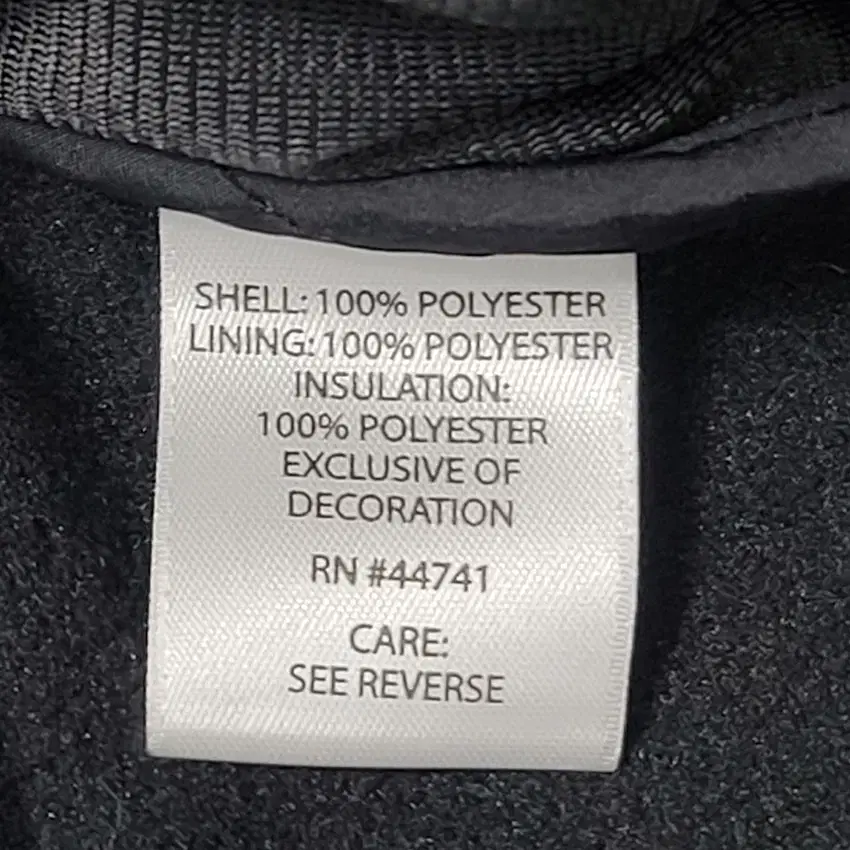 SHELL: 100% POLYESTER
LINING: 100% POLYESTER
INSULATION:
100% POLYESTER
EXCLUSIVE OF
DECORATION
RN #44741
CARE:
SEE REVERSE